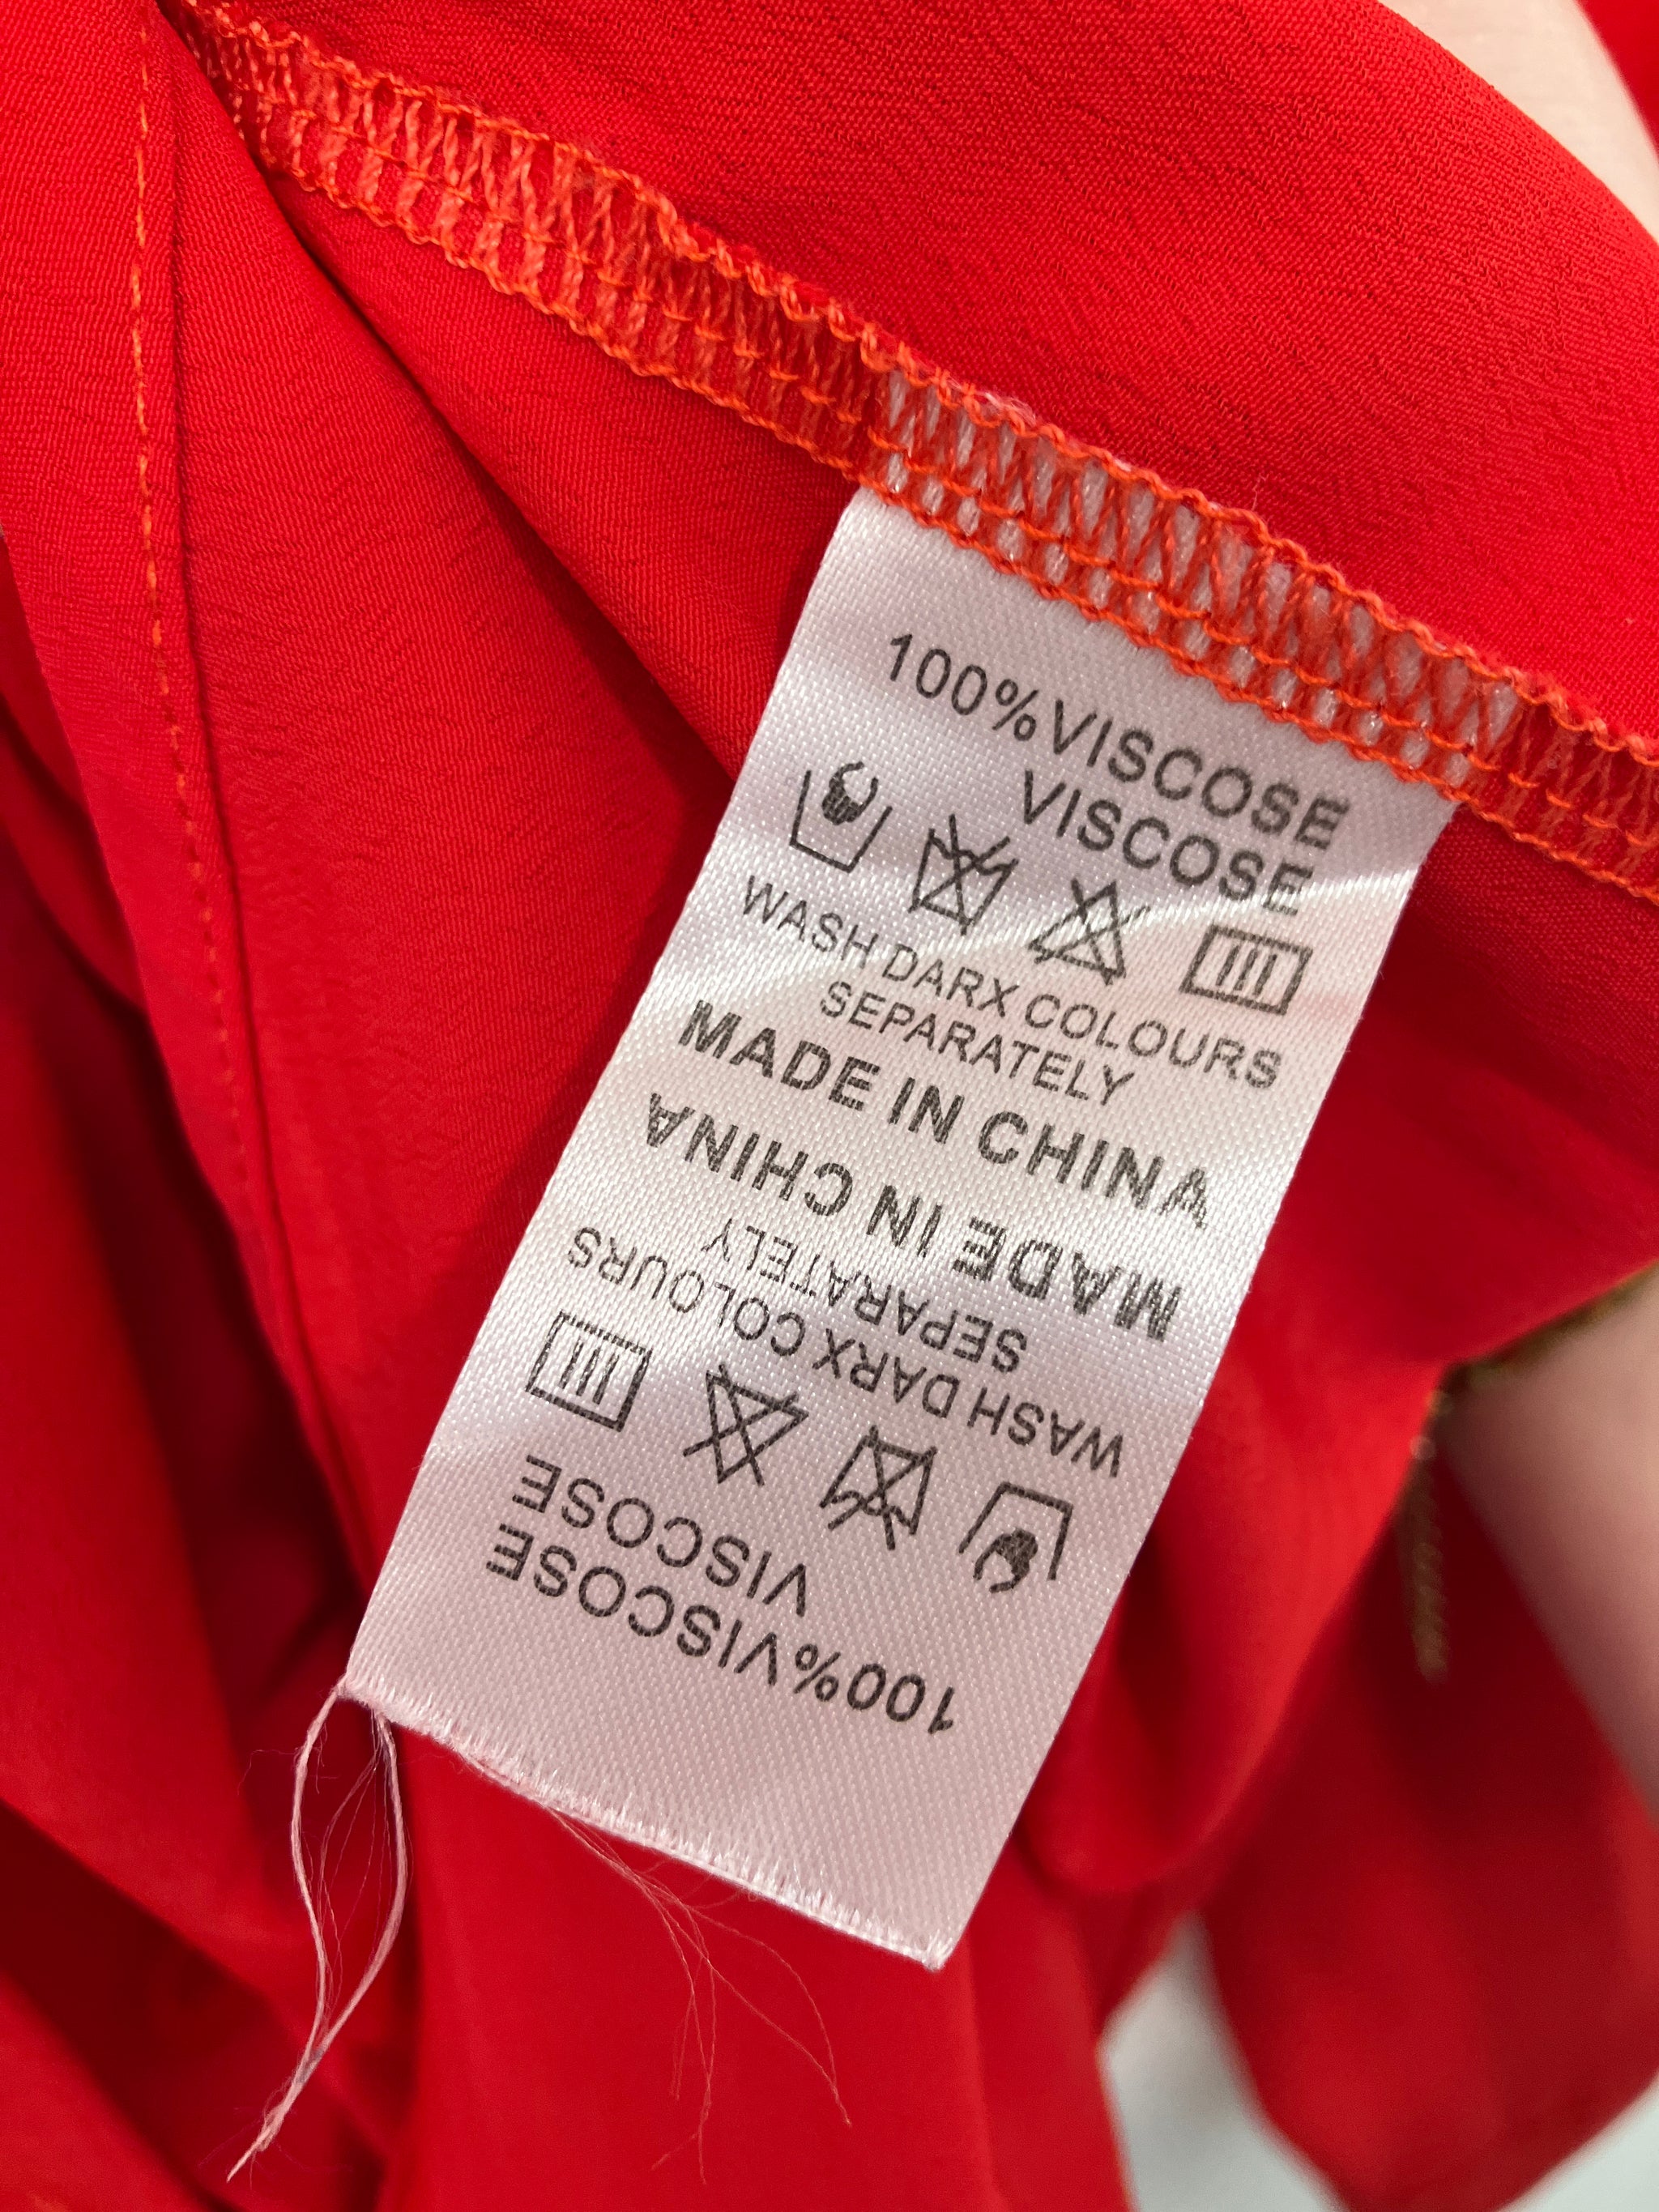 100%VISCOSE
VISCOSE
WASH DARX COLOURS
SEPARATELY
MADE IN CHINA
MADE IN CHINA
SEPARATELY
WASH DARX COLOURS
VISCOSE
100%VISCOSE